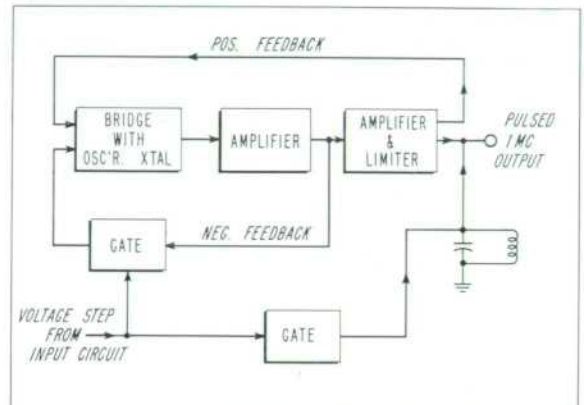 POS. FEEDBACK
BRIDGE
WITH
OSC'R. XTAL
AMPLIFIER
AMPLIFIER
&
LIMITER
PULSED
1 MC
OUTPUT
GATE
NEG. FEEDBACK
VOLTAGE STEP
FROM
INPUT CIRCUIT
GATE